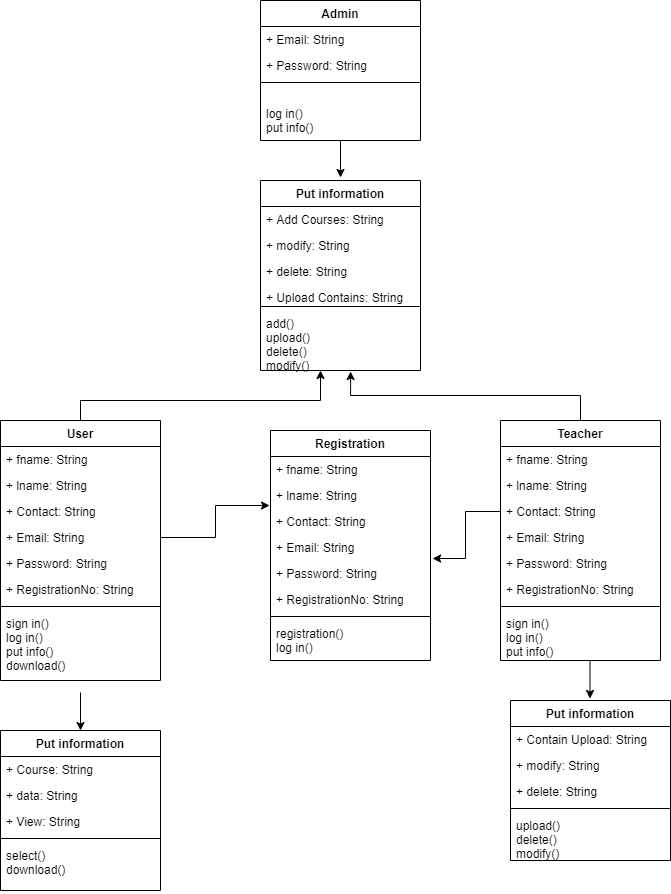 Admin
+ Email: String
+ Password: String
log in()
put info()
Put information
+ Add Courses: String
+ modify: String
+ delete: String
+ Upload Contains: String
add()
upload()
delete()
modify()
User
+ fname: String
+ lname: String
+ Contact: String
+ Email: String
+ Password: String
+ RegistrationNo: String
sign in()
log in()
put info()
download()
Registration
+ fname: String
+ lname: String
+ Contact: String
+ Email: String
+ Password: String
+ RegistrationNo: String
registration()
log in()
Teacher
+ fname: String
+ lname: String
+ Contact: String
+ Email: String
+ Password: String
+ RegistrationNo: String
sign in()
log in()
put info()
Put information
+ Course: String
+ data: String
+ View: String
select()
download()
Put information
+ Contain Upload: String
+ modify: String
+ delete: String
upload()
delete()
modify()